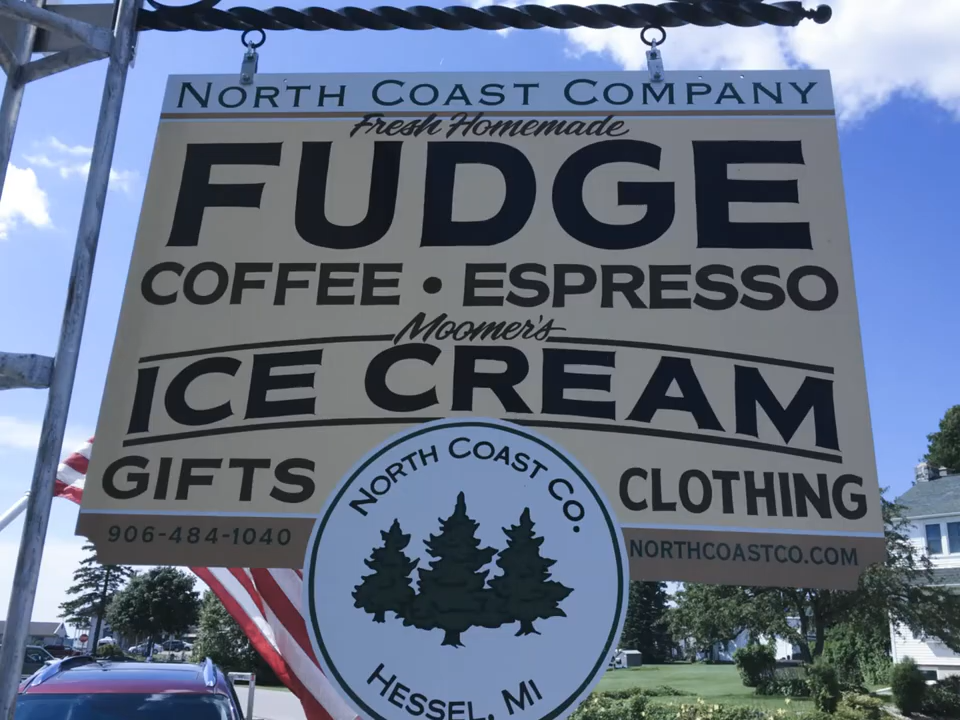 NORTH COAST COMPANY
Fresh Homemade
FUDGE
COFFEE • ESPRESSO
Moomer's
ICE CREAM
GIFTS CLOTHING
906-484-1040 NORTHCOASTCO.COM
NORTH COAST CO.
HESSEL, MI